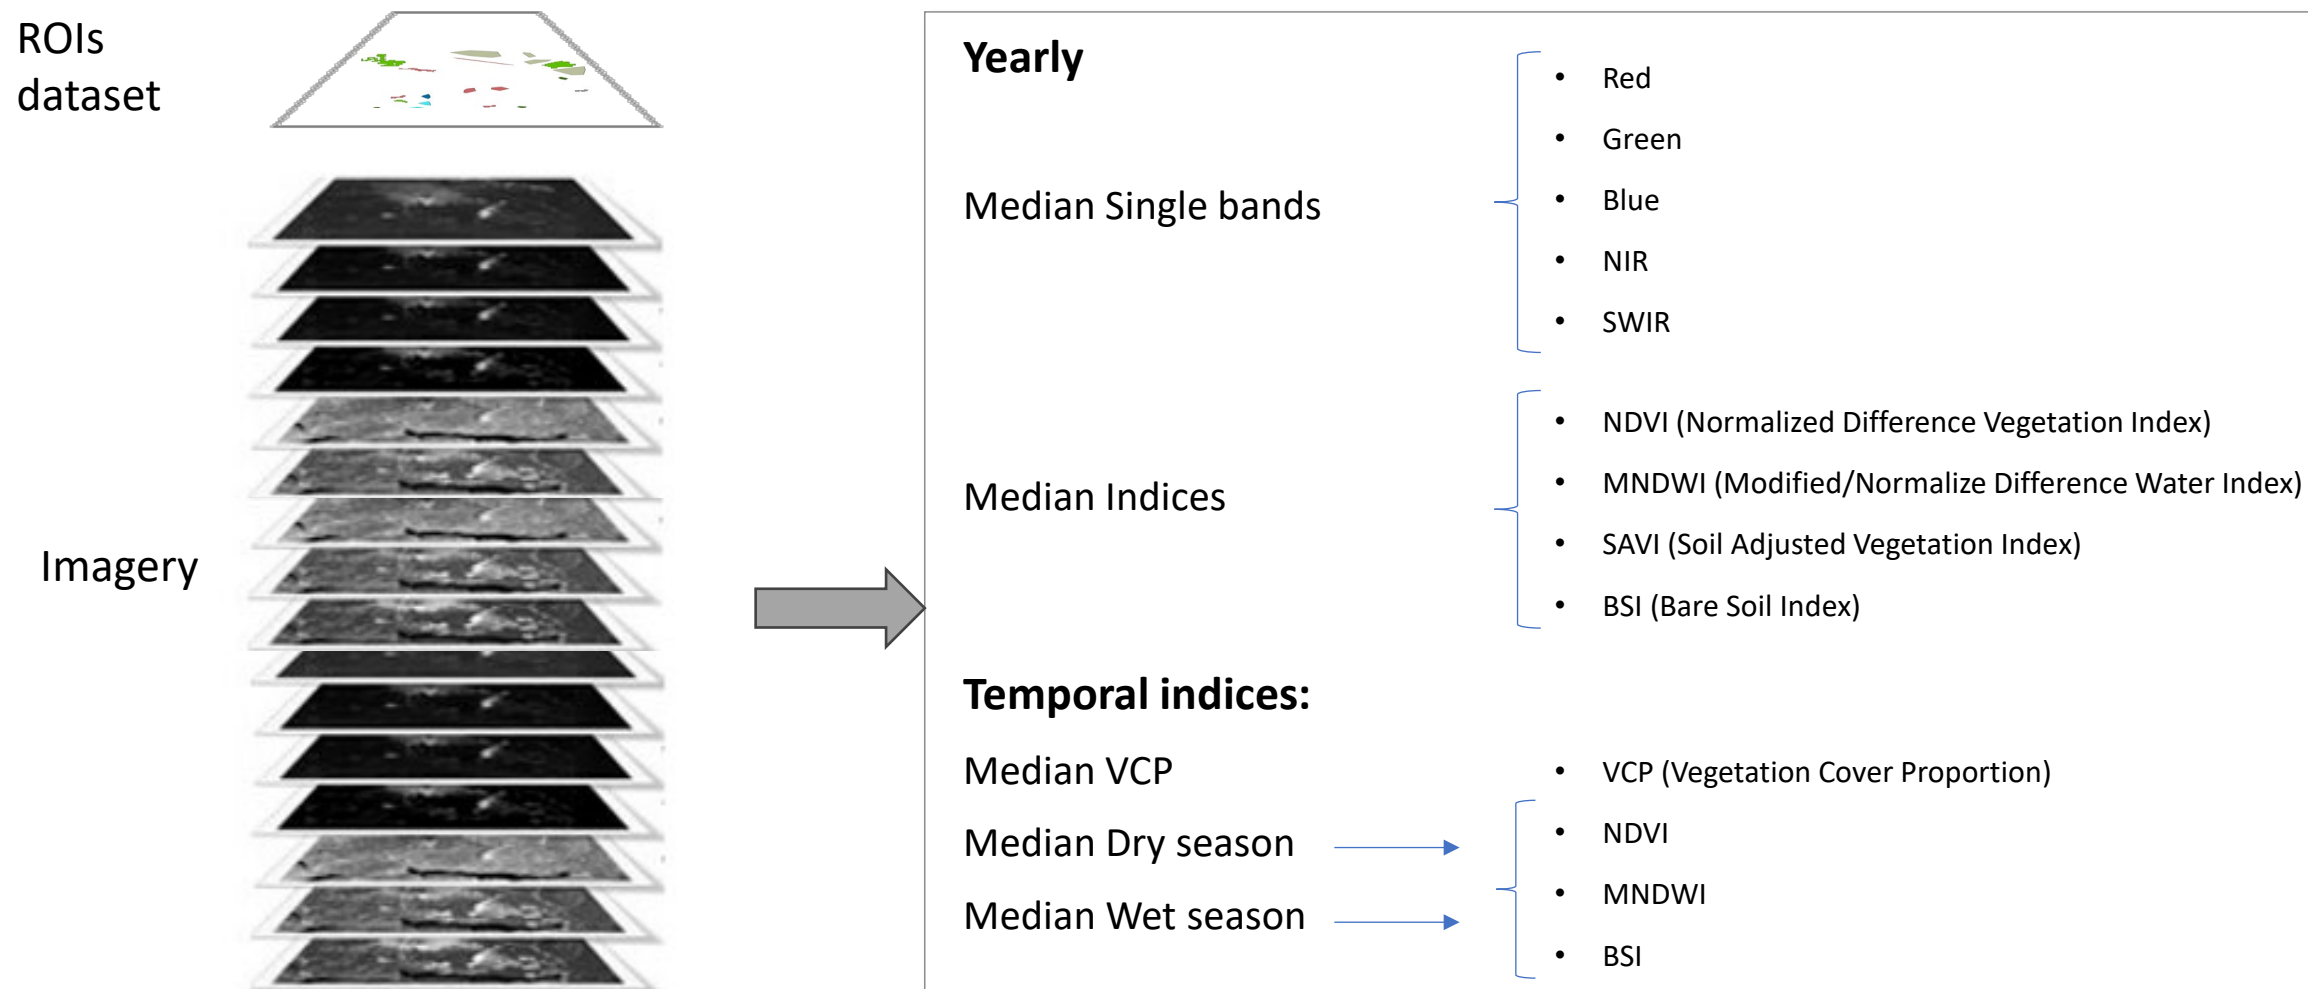 ROIs
dataset
Imagery
Yearly
Median Single bands
• Red
• Green
• Blue
• NIR
• SWIR
Median Indices
• NDVI (Normalized Difference Vegetation Index)
• MNDWI (Modified/Normalize Difference Water Index)
• SAVI (Soil Adjusted Vegetation Index)
• BSI (Bare Soil Index)
Temporal indices:
Median VCP
• VCP (Vegetation Cover Proportion)
Median Dry season
Median Wet season
• NDVI
• MNDWI
• BSI